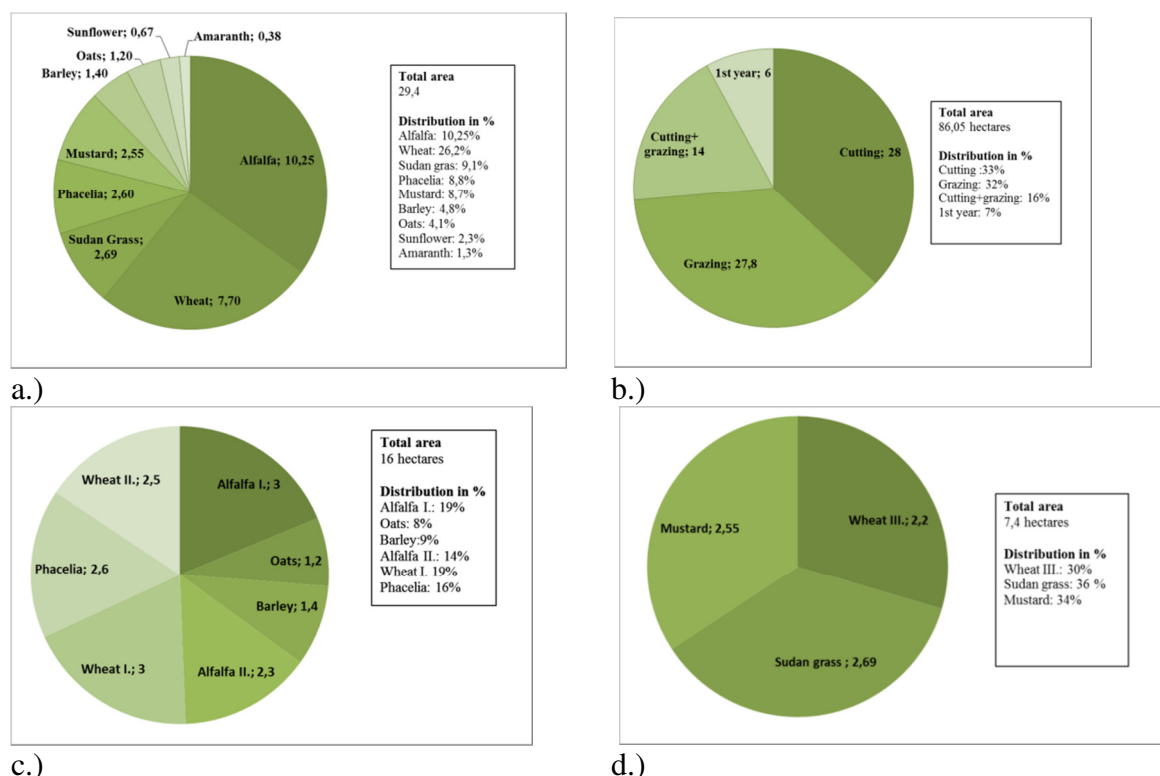 Sunflower; 0,67
Amaranth; 0,38
Oats; 1,20
Barley; 1,40
Mustard; 2,55
Alfalfa; 10,25
Phacelia; 2,60
Sudan Grass;
2,69
Wheat; 7,70
Total area
29,4
Distribution in %
Alfalfa: 10,25%
Wheat: 26,2%
Sudan gras: 9,1%
Phacelia: 8,8%
Mustard: 8,7%
Barley: 4,8%
Oats: 4,1%
Sunflower: 2,3%
Amaranth: 1,3%
a.)
1st year; 6
Cutting+
grazing; 14
Cutting; 28
Grazing; 27,8
Total area
86,05 hectares
Distribution in %
Cutting :33%
Grazing: 32%
Cutting+grazing: 16%
1st year: 7%
b.)
Wheat II.; 2,5
Alfalfa I.; 3
Phacelia; 2,6
Oats; 1,2
Barley; 1,4
Wheat I.; 3
Alfalfa II.; 2,3
Total area
16 hectares
Distribution in %
Alfalfa I.: 19%
Oats: 8%
Barley:9%
Alfalfa II.: 14%
Wheat I. 19%
Phacelia: 16%
c.)
Mustard; 2,55
Wheat III.; 2,2
Sudan grass ; 2,69
Total area
7,4 hectares
Distribution in %
Wheat III.: 30%
Sudan grass: 36 %
Mustard: 34%
d.)